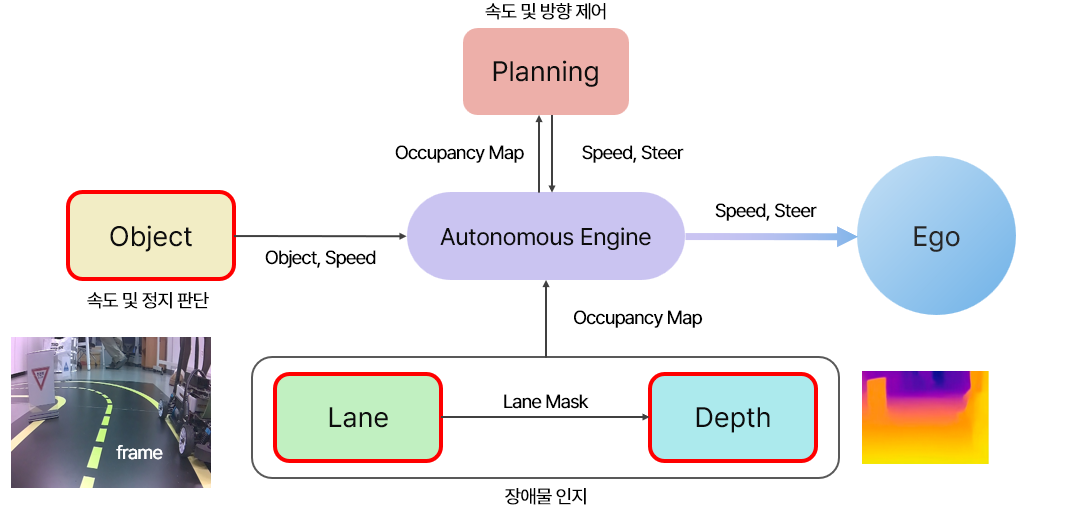 속도 및 방향 제어
Planning
Occupancy Map
Speed, Steer
Object
Object, Speed
속도 및 정지 판단
Autonomous Engine
Speed, Steer
Ego
Occupancy Map
Lane
Lane Mask
Depth
장애물 인지
frame